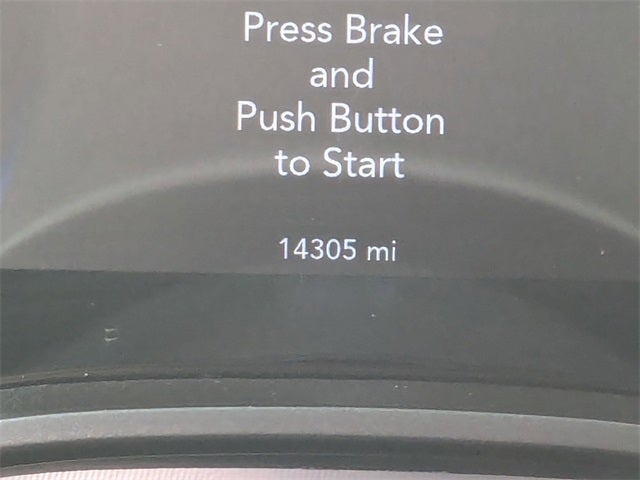 Press Brake
and
Push Button
to Start
14305 mi